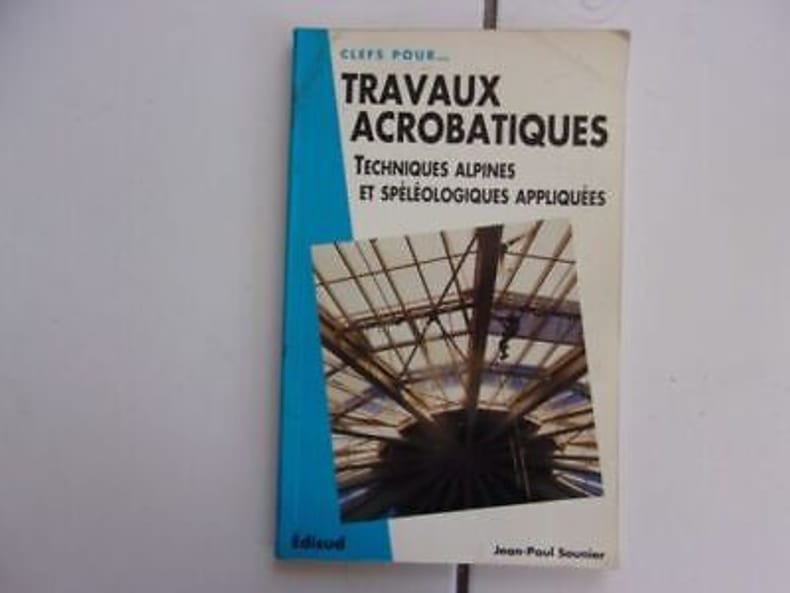 CLEFS POUR...
TRAVAUX
ACROBATIQUES
TECHNIQUES ALPINES
ET SPÉLÉOLOGIQUES APPLIQUÉES
Édisud
Jean-Paul Sounier